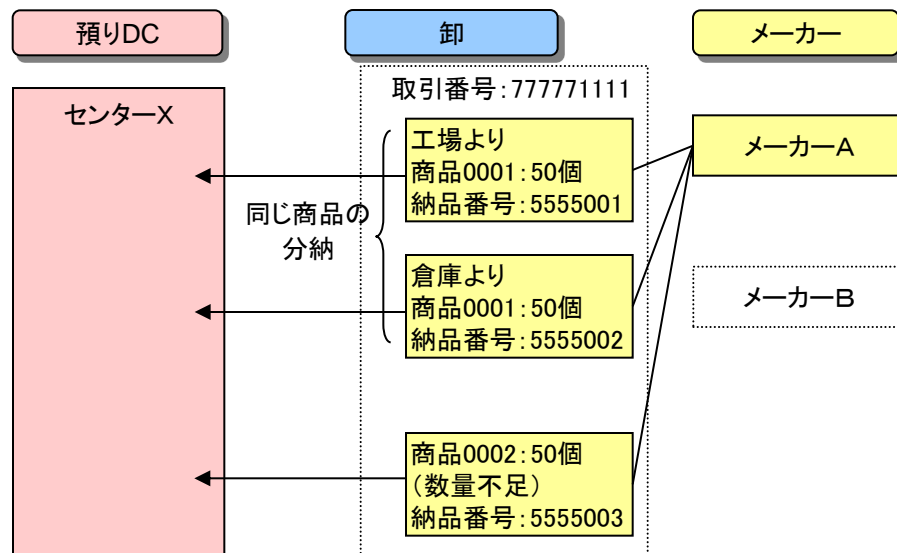 預りDC
卸
メーカー
センターX
取引番号：777771111
工場より
商品0001：50個
納品番号：5555001
メーカーA
同じ商品の
分納
倉庫より
商品0001：50個
納品番号：5555002
メーカーB
商品0002：50個
（数量不足）
納品番号：5555003